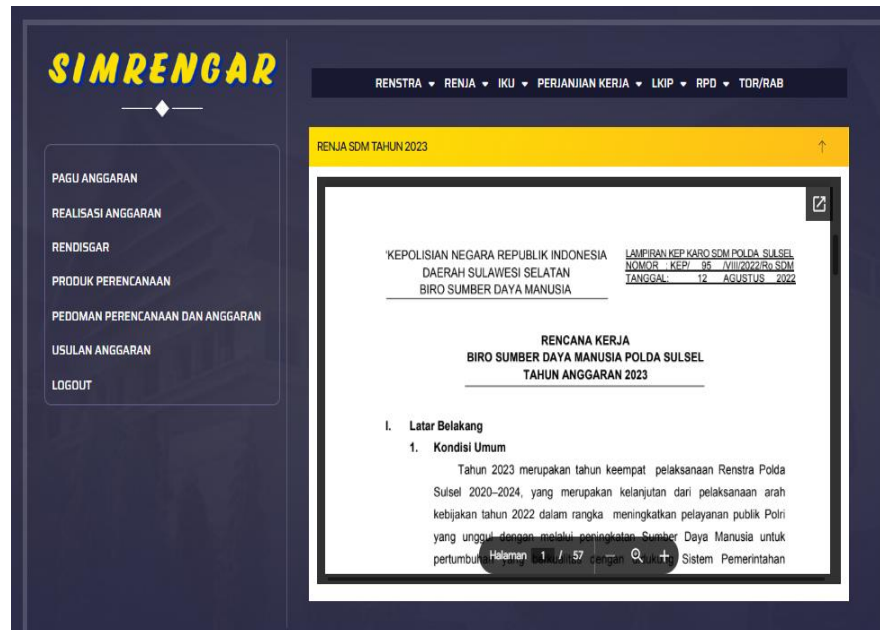 SIMRENGAR
RENSTRA RENJA IKU PERJANJIAN KERJA LKIP RPD TOR/RAB
PAGU ANGGARAN
REALISASI ANGGARAN
RENDISGAR
PRODUK PERENCANAAN
PEDOMAN PERENCANAAN DAN ANGGARAN
USULAN ANGGARAN
LOGOUT
RENJA SDM TAHUN 2023
'KEPOLISIAN NEGARA REPUBLIK INDONESIA
DAERAH SULAWESI SELATAN
BIRO SUMBER DAYA MANUSIA
LAMPIRAN KEP KARO SDM POLDA SULSEL
NOMOR : KEP/ 95 /VIII/2022/Ro SDM
TANGGAL: 12 AGUSTUS 2022
RENCANA KERJA
BIRO SUMBER DAYA MANUSIA POLDA SULSEL
TAHUN ANGGARAN 2023
I. Latar Belakang
1. Kondisi Umum
Tahun 2023 merupakan tahun keempat pelaksanaan Renstra Polda
Sulsel 2020–2024, yang merupakan kelanjutan dari pelaksanaan arah
kebijakan tahun 2022 dalam rangka meningkatkan pelayanan publik Polri
yang unggul dengan melalui peningkatan Sumber Daya Manusia untuk
pertumbuhan yang berkualitas dengan didukung Sistem Pemerintahan
Halaman 1 / 57